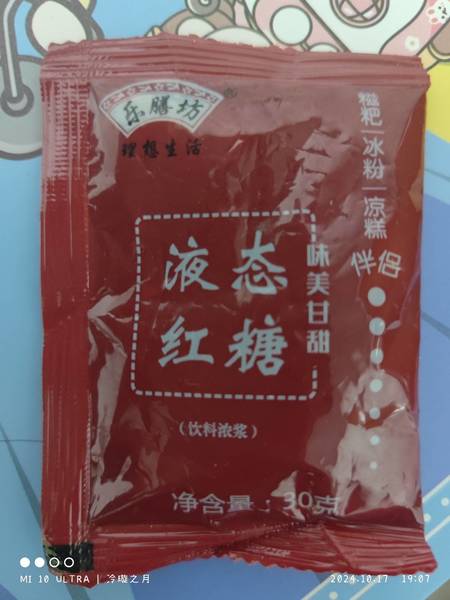 乐膳坊®
理想生活
糍粑|冰粉|凉糕
伴侣
味美甘甜
液态
红糖
(饮料浓浆)
净含量:30克
MI 10 ULTRA | 冷璇之月
2024.10.17 19:07